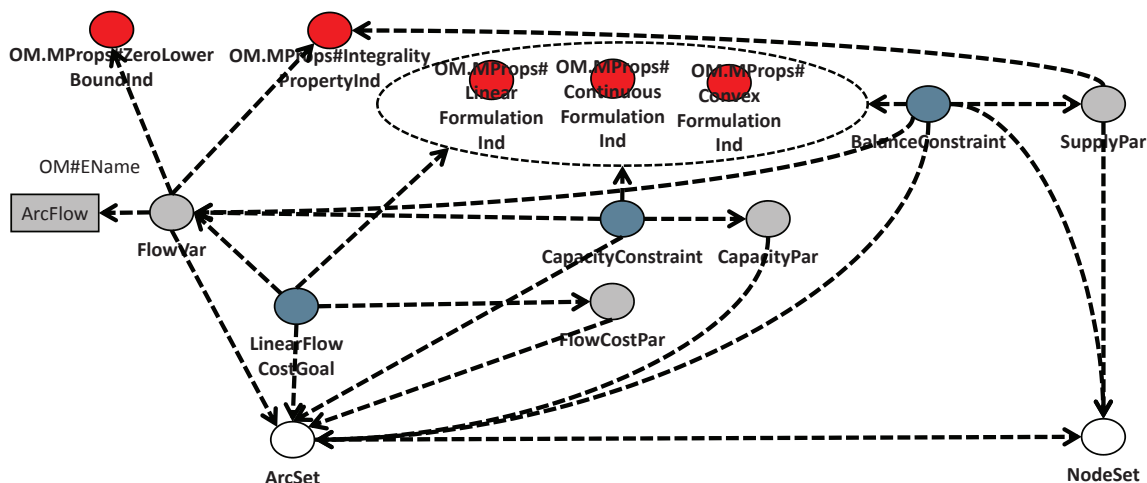 OM.MProps#ZeroLower
BoundInd
OM.MProps#Integrality
PropertyInd
OM.MProps#
Linear
Formulation
Ind
OM.MProps#
Continuous
Formulation
Ind
OM.MProps#
Convex
Formulation
Ind
BalanceConstraint
SupplyPar
OM#EName
ArcFlow
FlowVar
CapacityConstraint
CapacityPar
LinearFlow
CostGoal
FlowCostPar
ArcSet
NodeSet